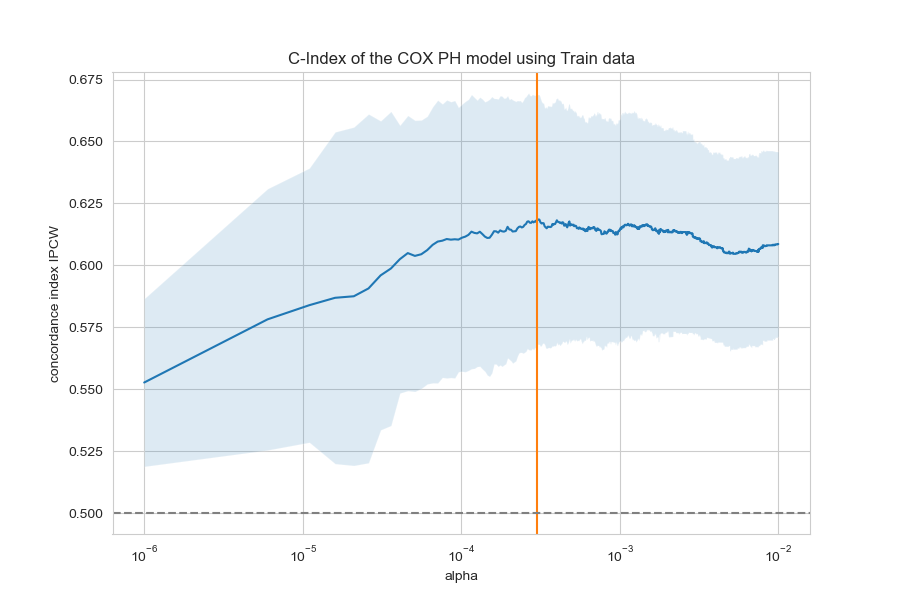 C-Index of the COX PH model using Train data
concordance index IPCW
0.675
0.650
0.625
0.600
0.575
0.550
0.525
0.500
10⁻⁶ 10⁻⁵ 10⁻⁴ 10⁻³ 10⁻²
alpha